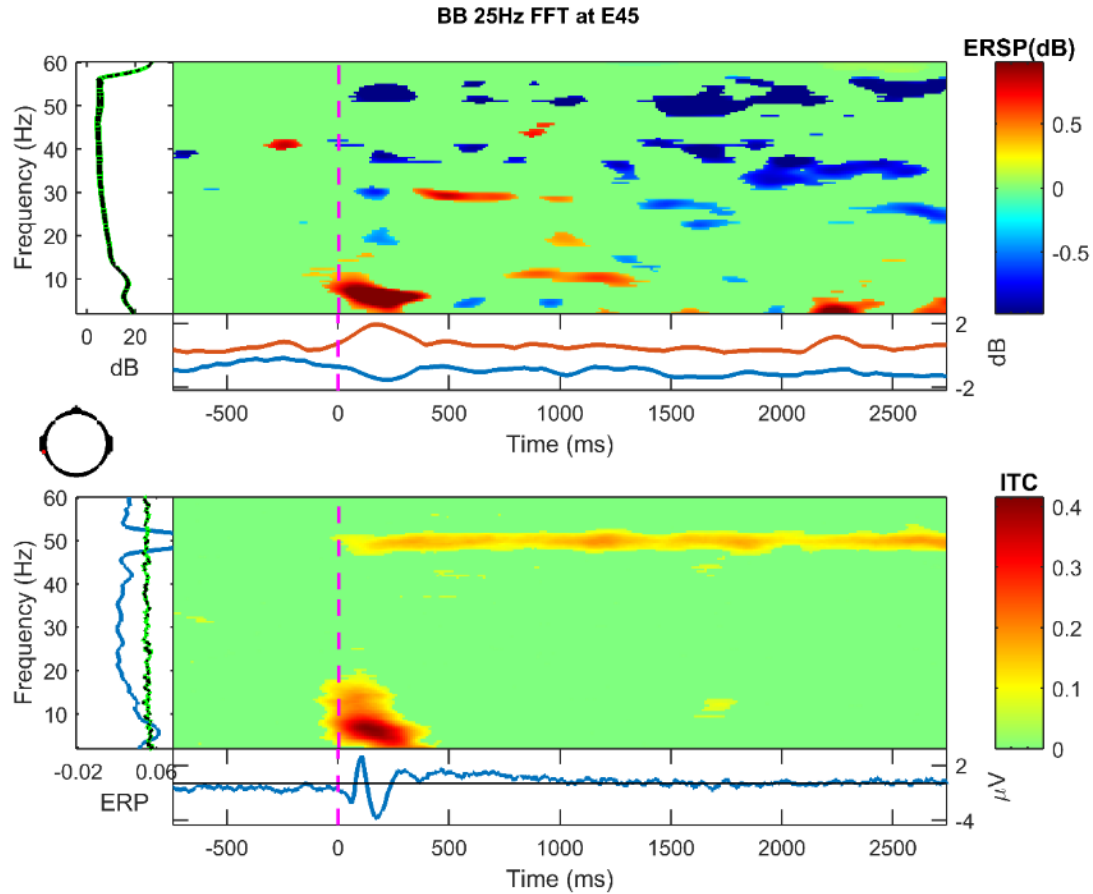 BB 25Hz FFT at E45
ERSP(dB)
60
50
40
30
20
10
Frequency (Hz)
0.5
0
-0.5
0 20
dB
2
-2
dB
-500 0 500 1000 1500 2000 2500
Time (ms)
ITC
60
50
40
30
20
10
Frequency (Hz)
0.4
0.3
0.2
0.1
0
-0.02 0.06
ERP
2
-4
μV
-500 0 500 1000 1500 2000 2500
Time (ms)